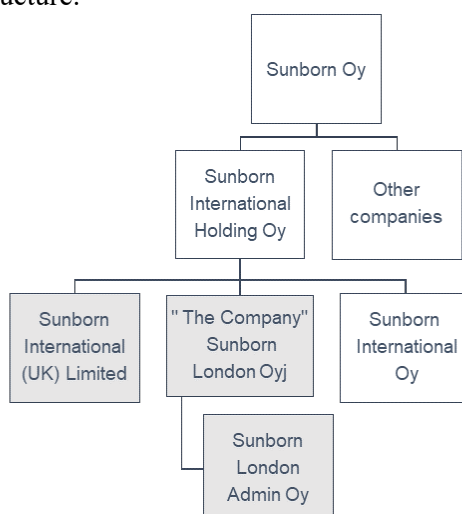 Sunborn Oy
Sunborn
International
Holding Oy
Other
companies
Sunborn
International
(UK) Limited
" The Company"
Sunborn
London Oyj
Sunborn
International
Oy
Sunborn
London
Admin Oy